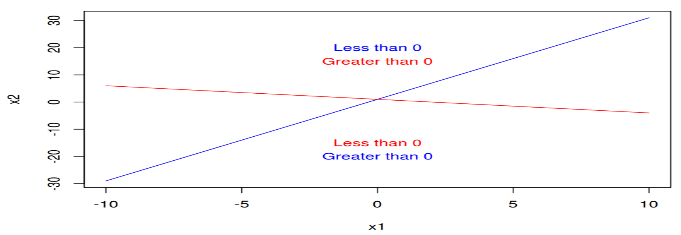 30
20
10
0
-10
-20
-30
x2
Less than 0
Greater than 0
Less than 0
Greater than 0
-10 -5 0 5 10
x1